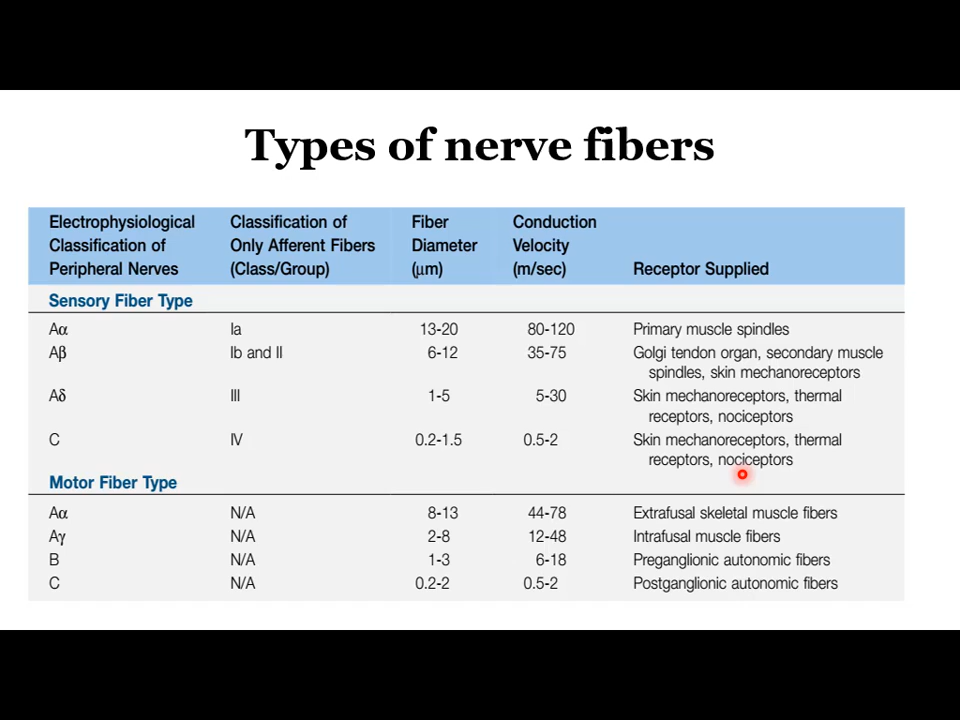 Types of nerve fibers
Electrophysiological Classification of Peripheral Nerves	Classification of Only Afferent Fibers (Class/Group)	Fiber Diameter (μm)	Conduction Velocity (m/sec)	Receptor Supplied
Sensory Fiber Type
Aα	Ia	13-20	80-120	Primary muscle spindles
Aβ	Ib and II	6-12	35-75	Golgi tendon organ, secondary muscle
spindles, skin mechanoreceptors
Aδ	III	1-5	5-30	Skin mechanoreceptors, thermal
receptors, nociceptors
C	IV	0.2-1.5	0.5-2	Skin mechanoreceptors, thermal
receptors, nociceptors
Motor Fiber Type
Aα	N/A	8-13	44-78	Extrafusal skeletal muscle fibers
Aγ	N/A	2-8	12-48	Intrafusal muscle fibers
B	N/A	1-3	6-18	Preganglionic autonomic fibers
C	N/A	0.2-2	0.5-2	Postganglionic autonomic fibers